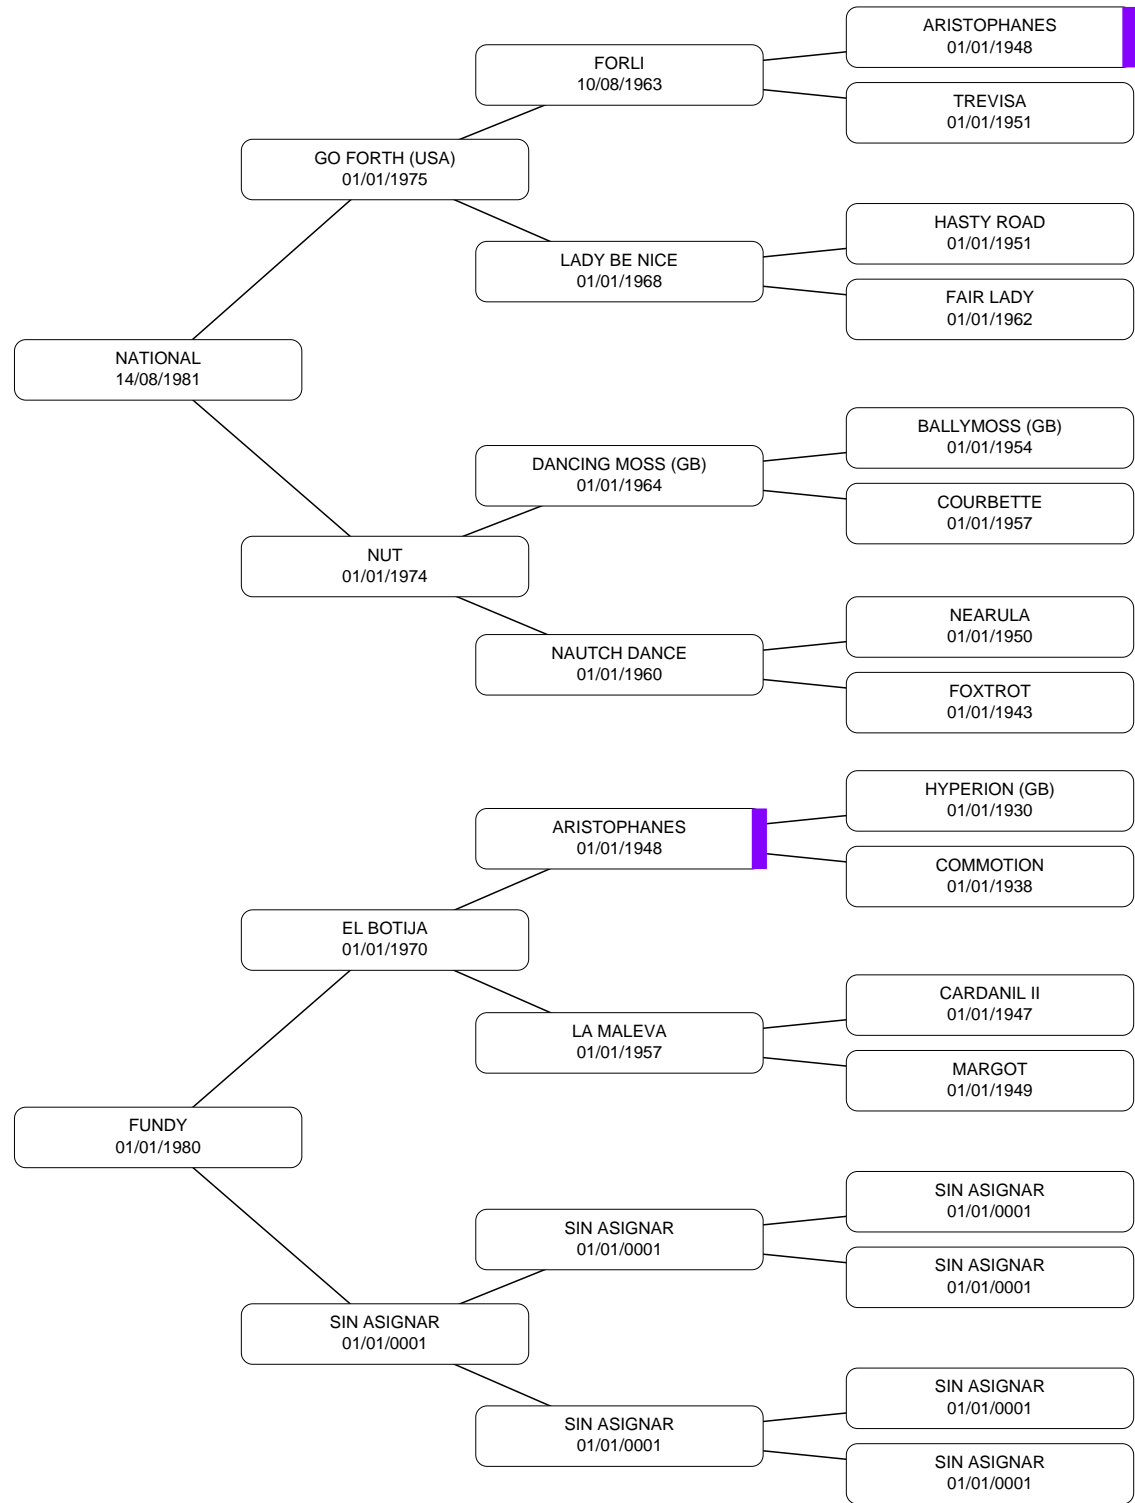 ARISTOPHANES
01/01/1948
FORLI
10/08/1963
TREVISA
01/01/1951
GO FORTH (USA)
01/01/1975
HASTY ROAD
01/01/1951
LADY BE NICE
01/01/1968
FAIR LADY
01/01/1962
NATIONAL
14/08/1981
BALLYMOSS (GB)
01/01/1954
DANCING MOSS (GB)
01/01/1964
COURBETTE
01/01/1957
NUT
01/01/1974
NEARULA
01/01/1950
NAUTCH DANCE
01/01/1960
FOXTROT
01/01/1943
HYPERION (GB)
01/01/1930
ARISTOPHANES
01/01/1948
COMMOTION
01/01/1938
EL BOTIJA
01/01/1970
CARDANIL II
01/01/1947
LA MALEVA
01/01/1957
MARGOT
01/01/1949
FUNDY
01/01/1980
SIN ASIGNAR
01/01/0001
SIN ASIGNAR
01/01/0001
SIN ASIGNAR
01/01/0001
SIN ASIGNAR
01/01/0001
SIN ASIGNAR
01/01/0001
SIN ASIGNAR
01/01/0001
SIN ASIGNAR
01/01/0001